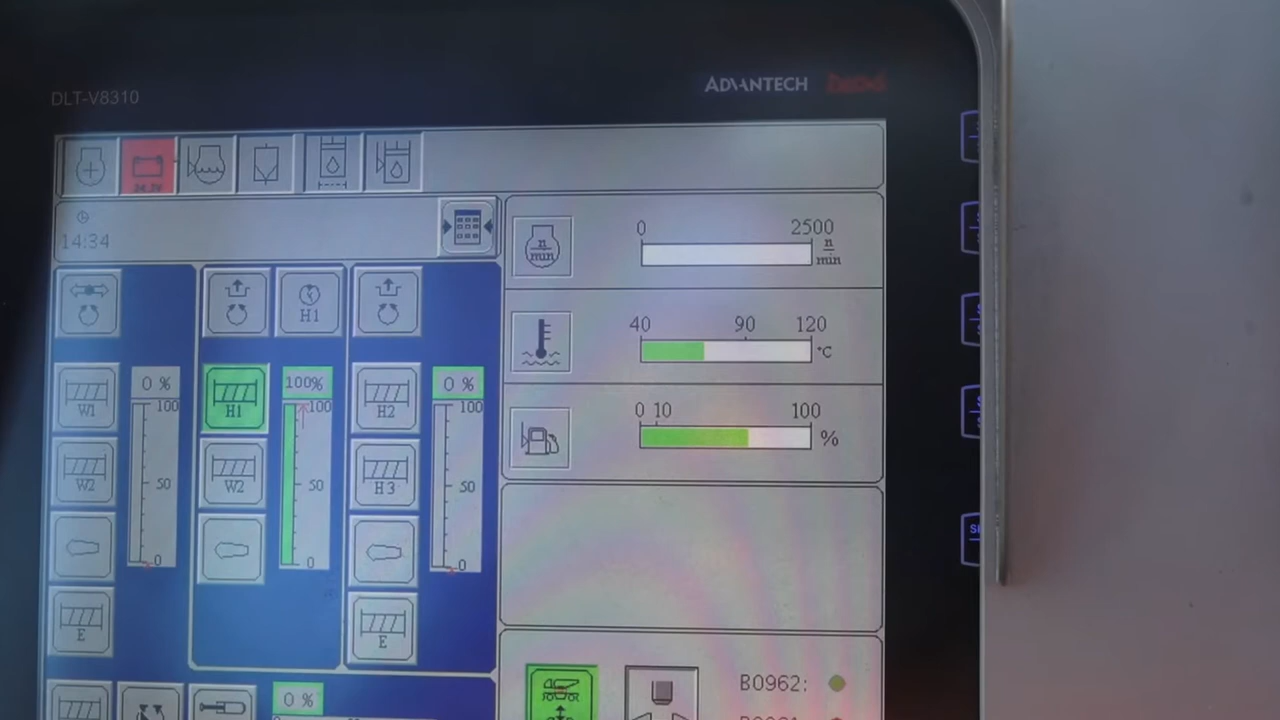 DLT-V8310
ADVANTECH
14:34
n
min
0 2500
n
min
40 90 120
°C
H1
W1
0 %
100
50
0
H1
100%
100
50
0
H2
0 %
100
50
0
W2
W2
H3
E
E
0 10 100
%
0 %
B0962: